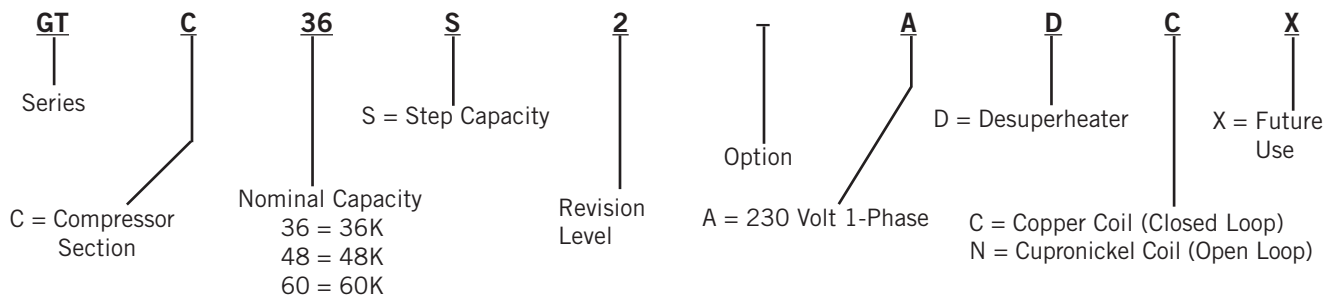 GT C 36 S 2 - A D C X
Series
S = Step Capacity
D = Desuperheater
X = Future
Use
Option
Nominal Capacity
36 = 36K
48 = 48K
60 = 60K
Revision
Level
C = Compressor
Section
A = 230 Volt 1-Phase
C = Copper Coil (Closed Loop)
N = Cupronickel Coil (Open Loop)